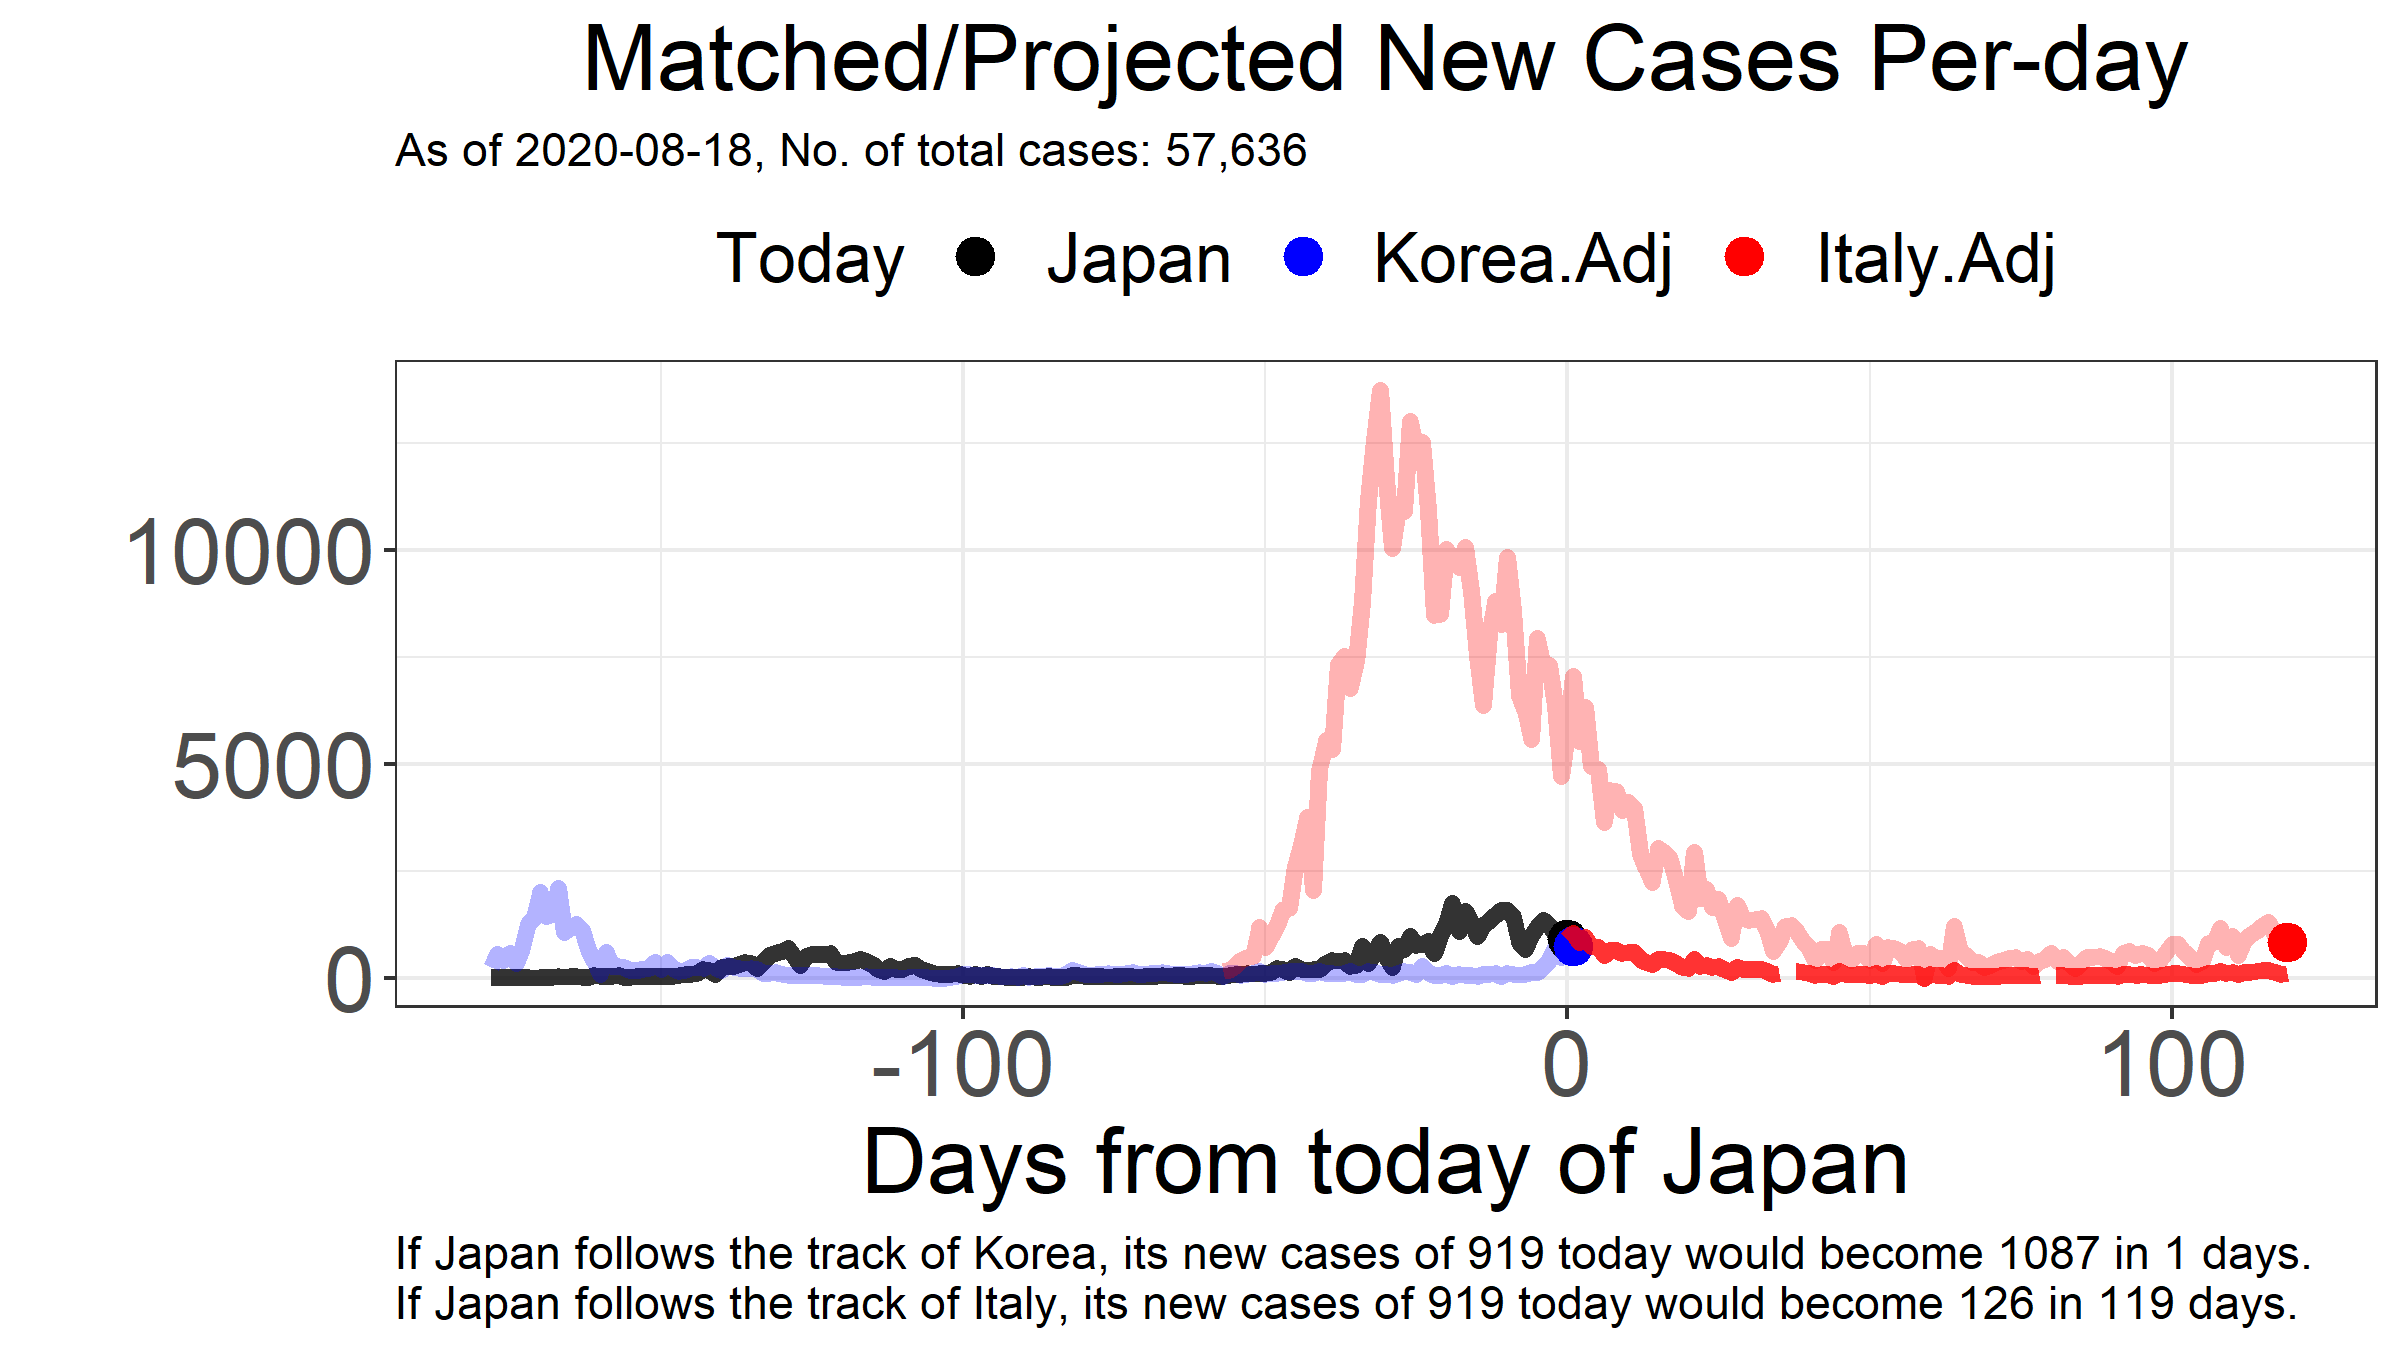 Matched/Projected New Cases Per-day
As of 2020-08-18, No. of total cases: 57,636
Today Japan Korea.Adj Italy.Adj
10000
5000
0
-100 0 100
Days from today of Japan
If Japan follows the track of Korea, its new cases of 919 today would become 1087 in 1 days.
If Japan follows the track of Italy, its new cases of 919 today would become 126 in 119 days.